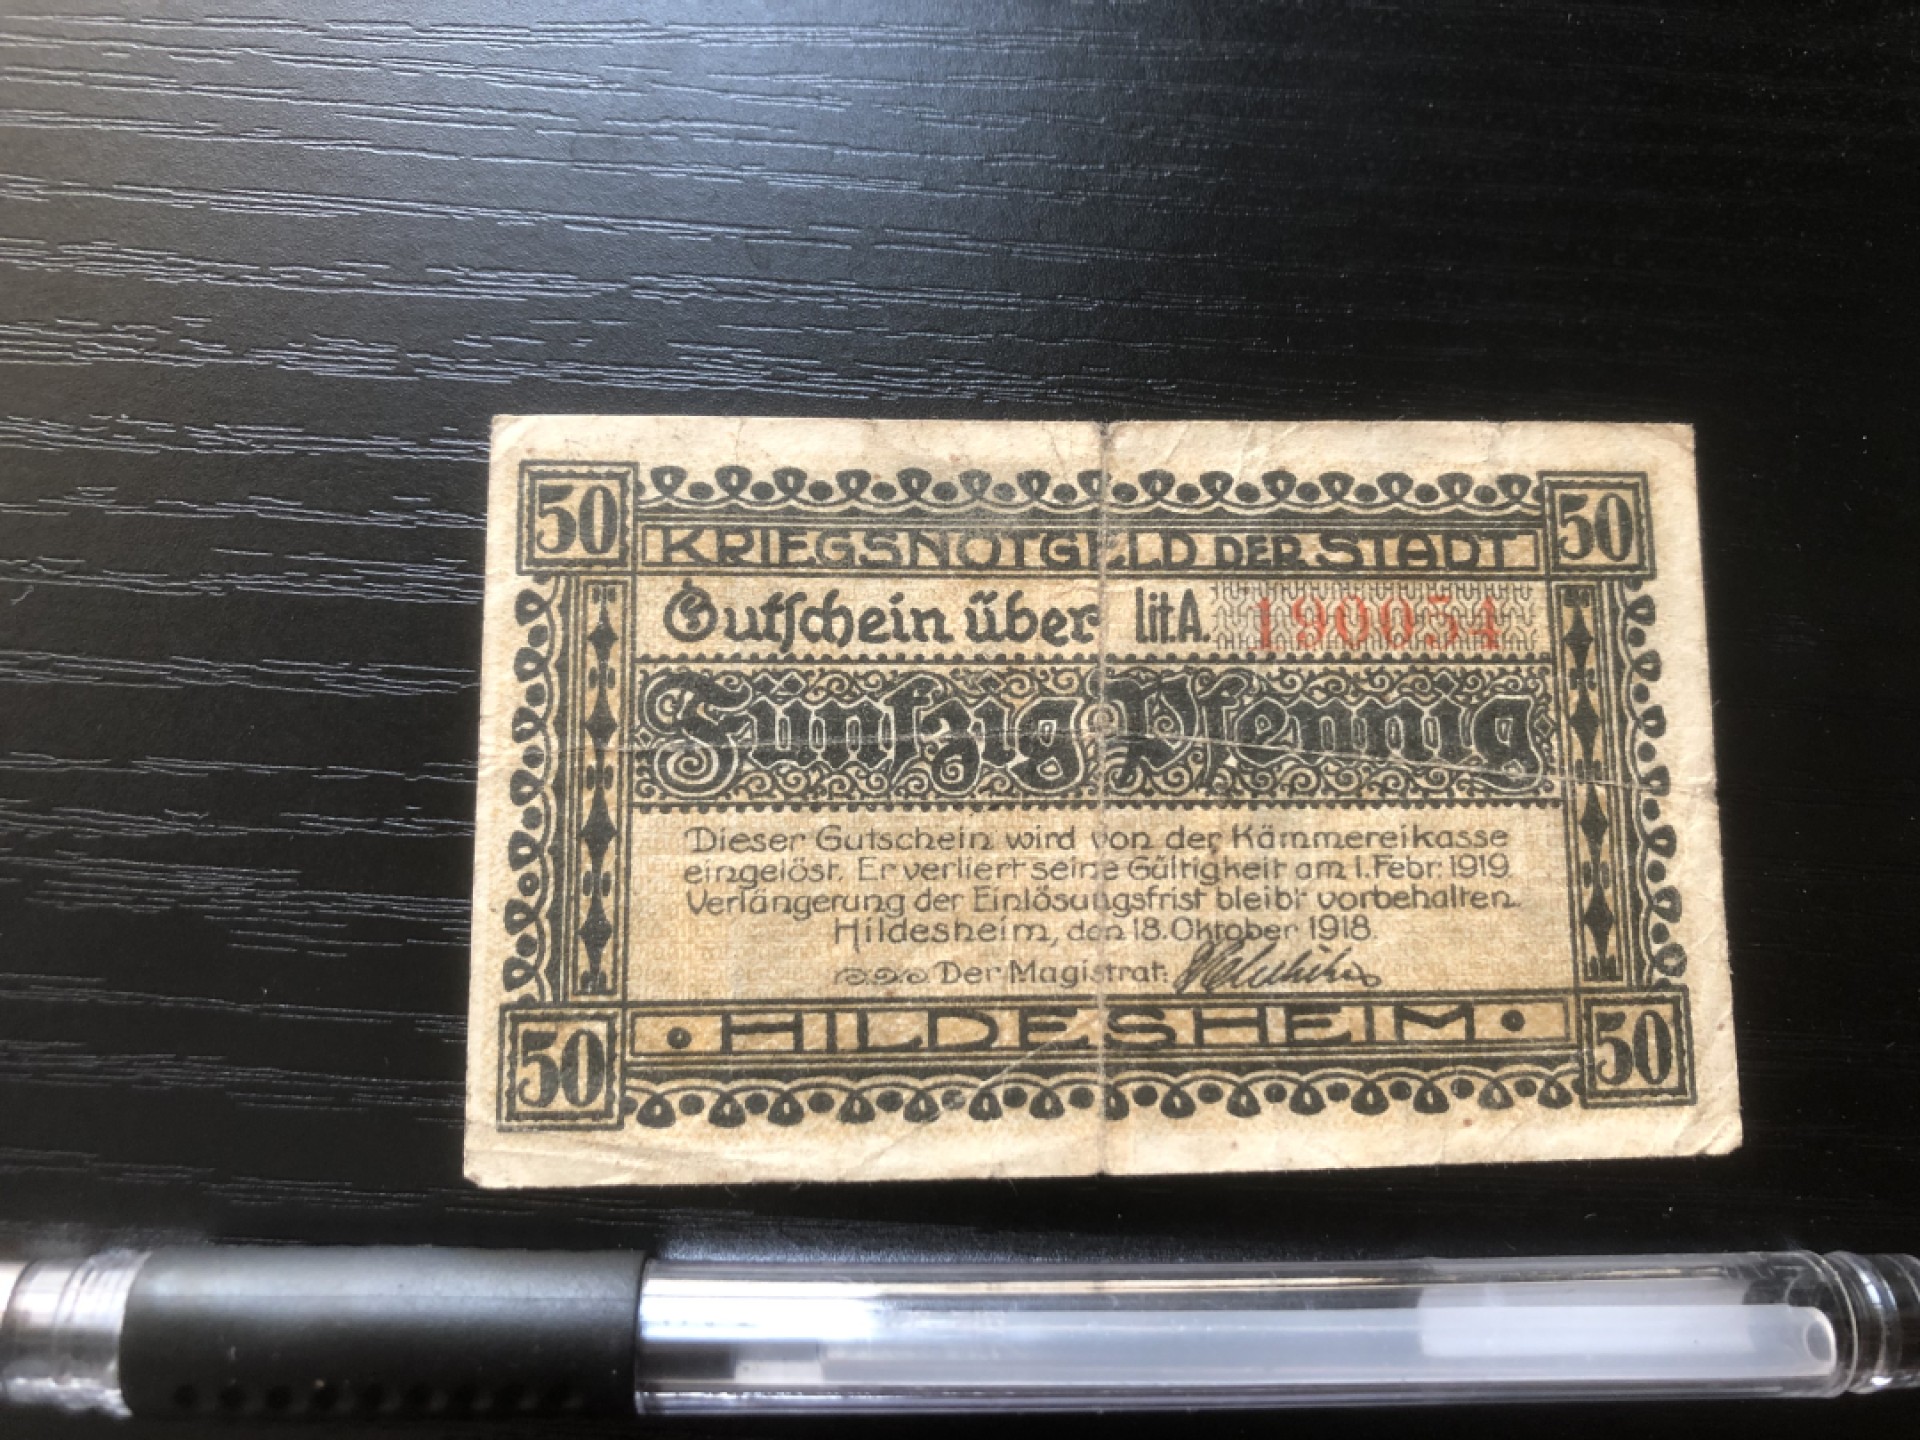 50 50
KRIEGSNOTGELD DER STADT
Gutschein über lit.A. 190054
Fünfzig Pfennig
Dieser Gutschein wird von der Kämmereikasse
eingelöst. Er verliert seine Gültigkeit am 1. Febr. 1919
Verlängerung der Einlösungsfrist bleibt vorbehalten.
Hildesheim, den 18. Oktober 1918.
Der Magistrat:
• HILDESHEIM •
50 50